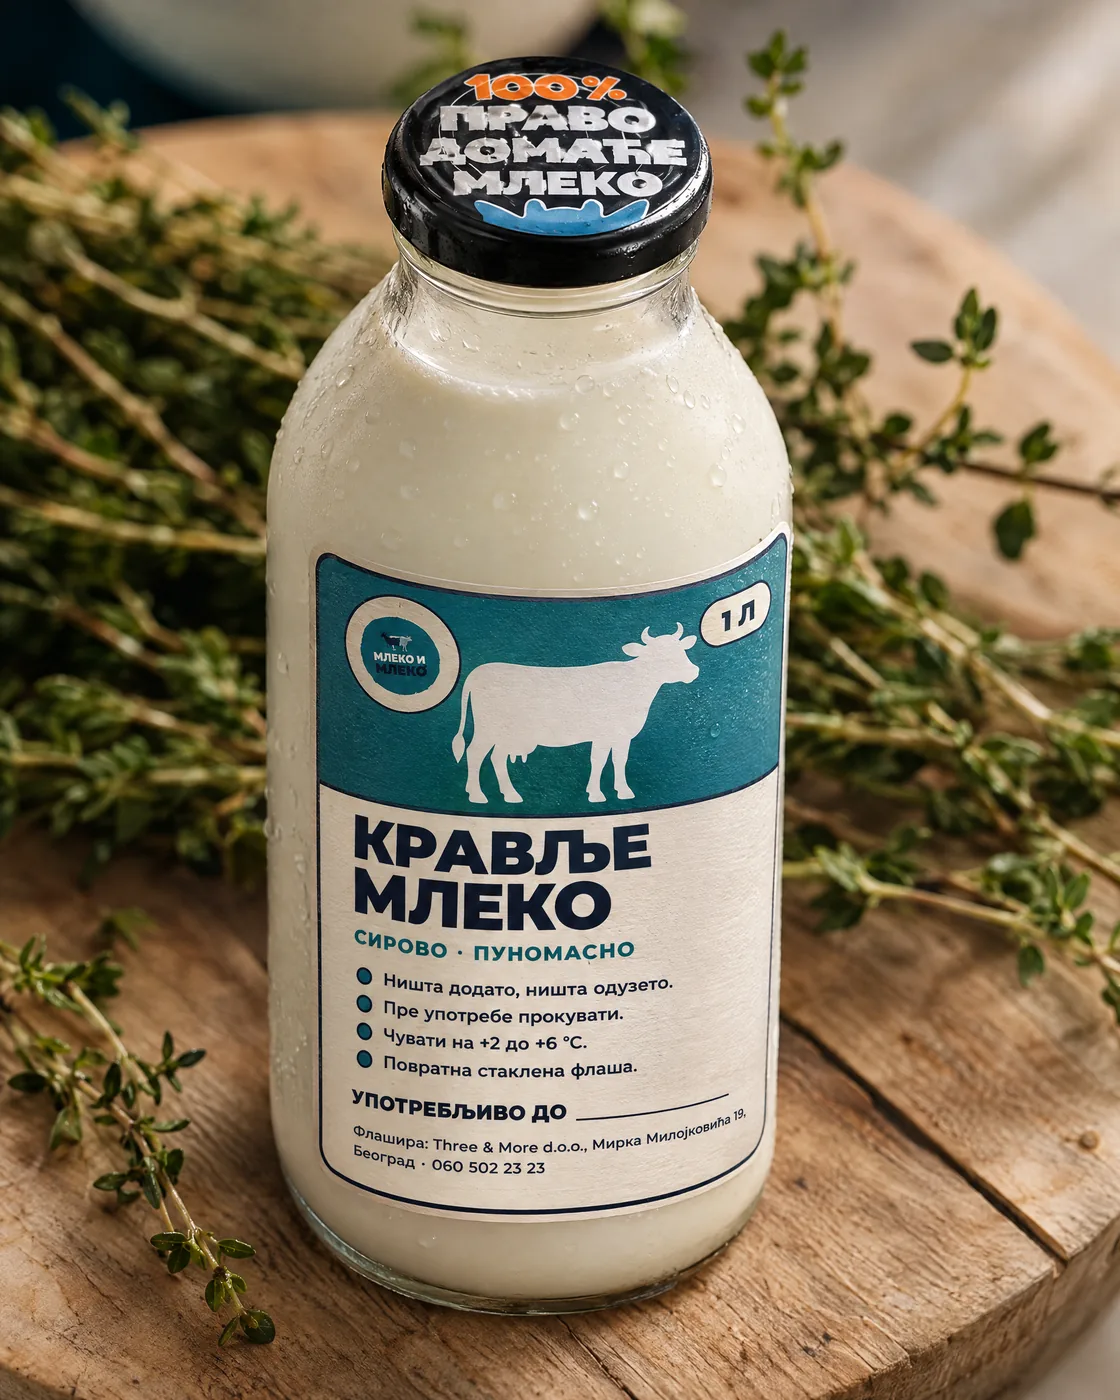 100%
ПРАВО
ДОМАЋЕ
МЛЕКО
1 Л
МЛЕКО И
МЛЕКО
КРАВЉЕ
МЛЕКО
СИРОВО · ПУНОМАСНО
Ништа додато, ништа одузето.
Пре употребе прокувати.
Чувати на +2 до +6 °C.
Повратна стаклена флаша.
УПОТРЕБЉИВО ДО
Флашира: Three & More d.o.o., Мирка Милојковића 19,
Београд · 060 502 23 23